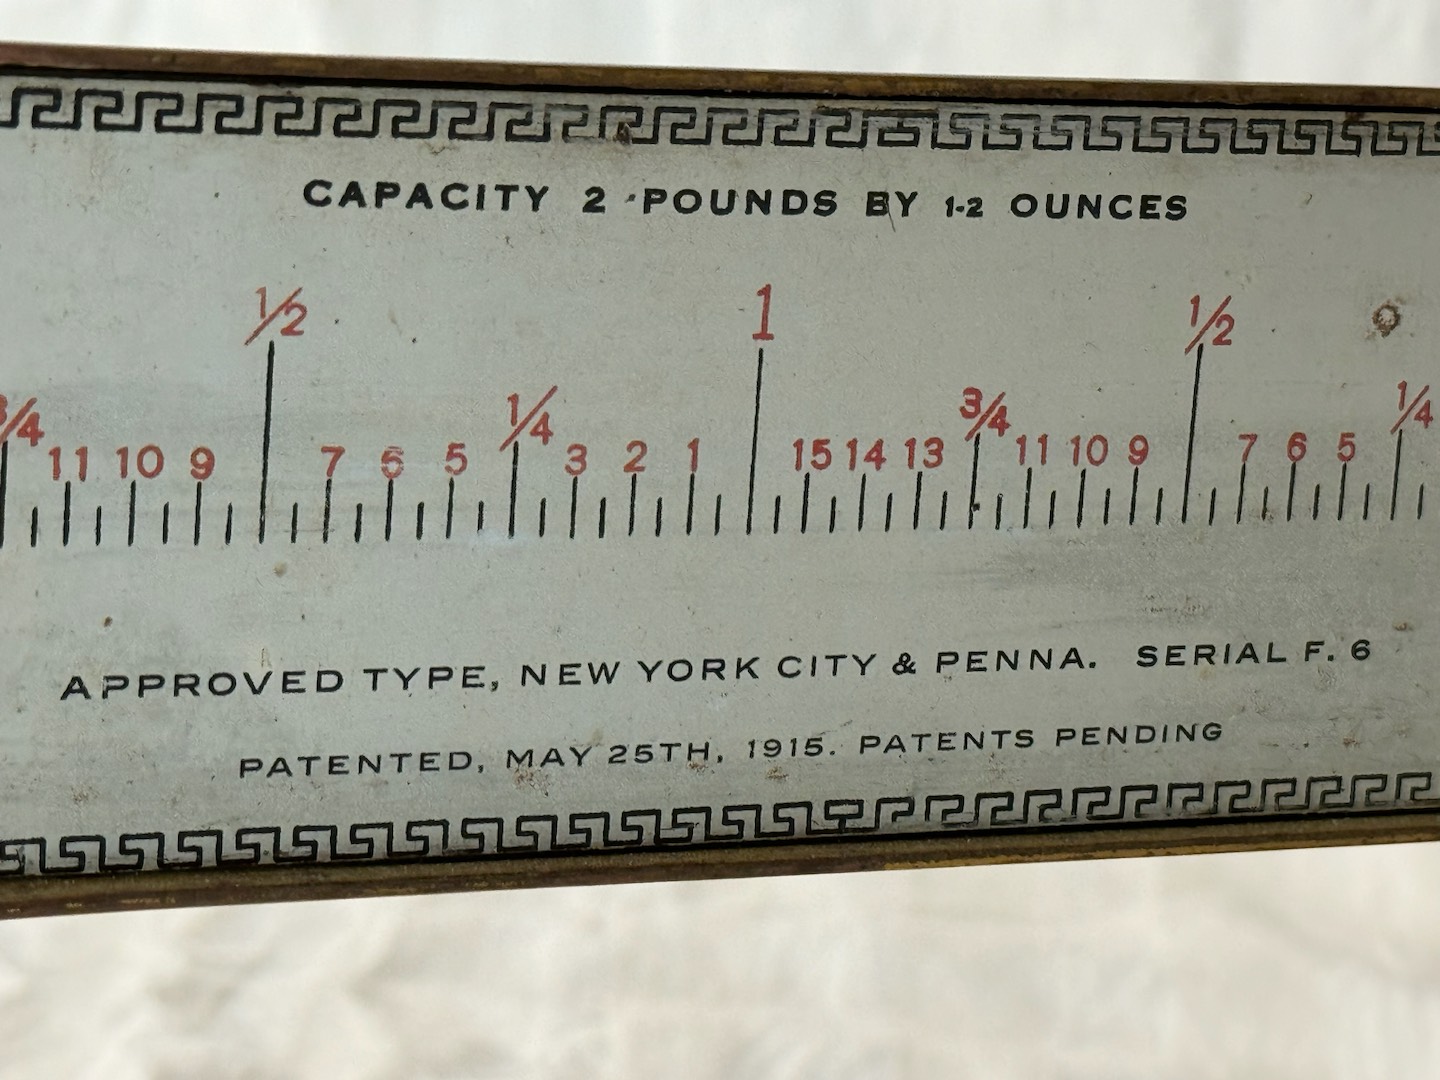 CAPACITY 2 POUNDS BY 1-2 OUNCES
1/2 1 1/2
3/4 11 10 9 7 6 5 1/4 3 2 1 15 14 13 3/4 11 10 9 7 6 5 1/4
APPROVED TYPE, NEW YORK CITY & PENNA. SERIAL F. 6
PATENTED, MAY 25TH, 1915. PATENTS PENDING